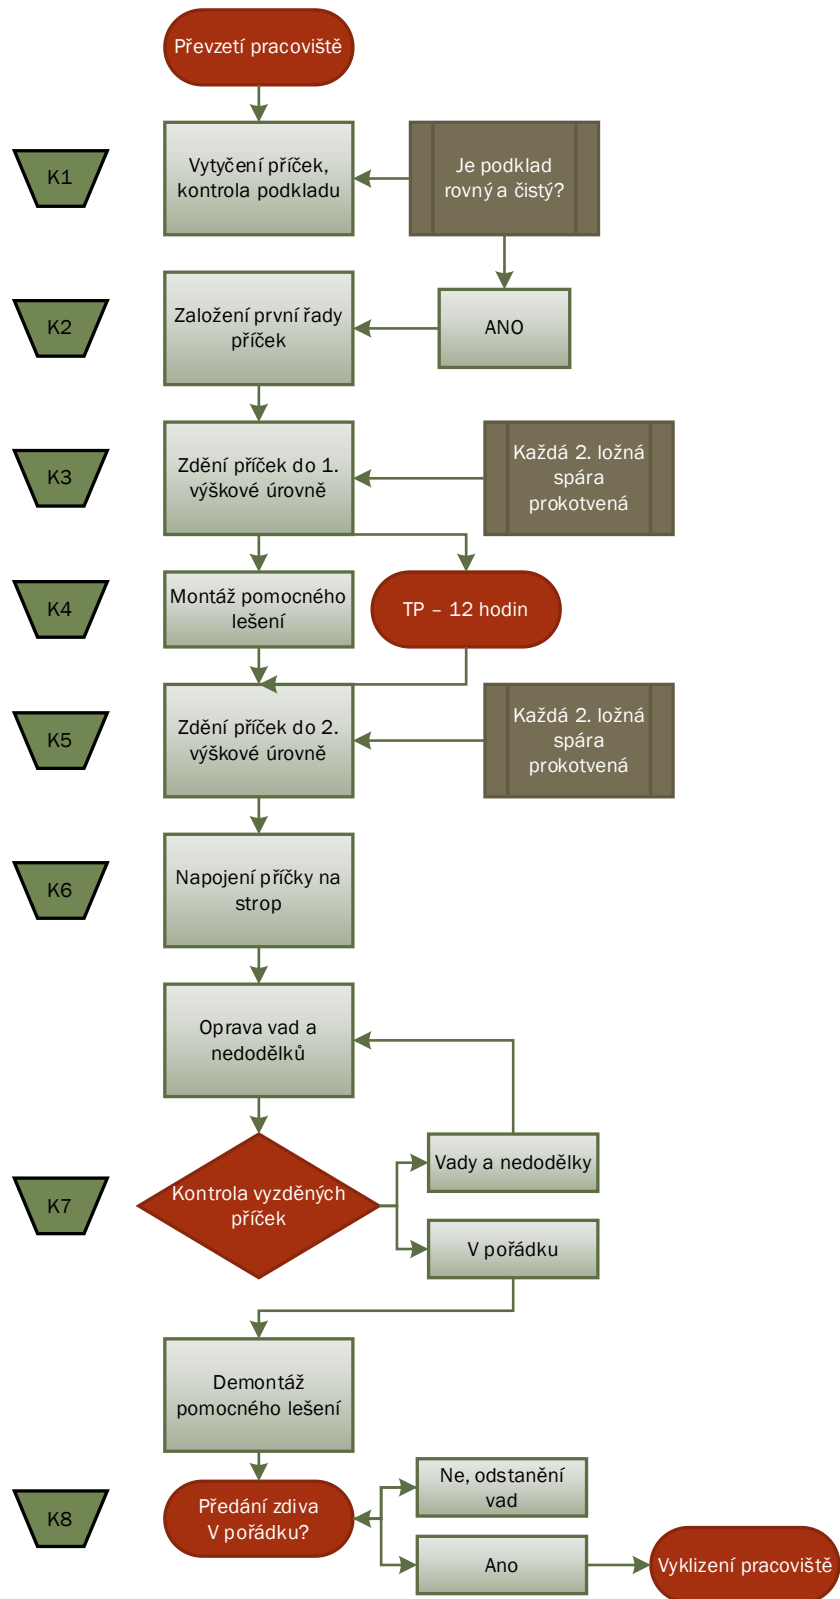 Převzetí pracoviště
K1
Vytyčení příček,
kontrola podkladu
Je podklad
rovný a čistý?
K2
Založení první řady
příček
ANO
K3
Zdění příček do 1.
výškové úrovně
Každá 2. ložná
spára
prokotvená
K4
Montáž pomocného
lešení
TP – 12 hodin
K5
Zdění příček do 2.
výškové úrovně
Každá 2. ložná
spára
prokotvená
K6
Napojení příčky na
strop
Oprava vad a
nedodělků
K7
Kontrola vyzděných
příček
Vady a nedodělky
V pořádku
Demontáž
pomocného lešení
K8
Předání zdiva
V pořádku?
Ne, odstanění
vad
Ano
Vyklizení pracoviště